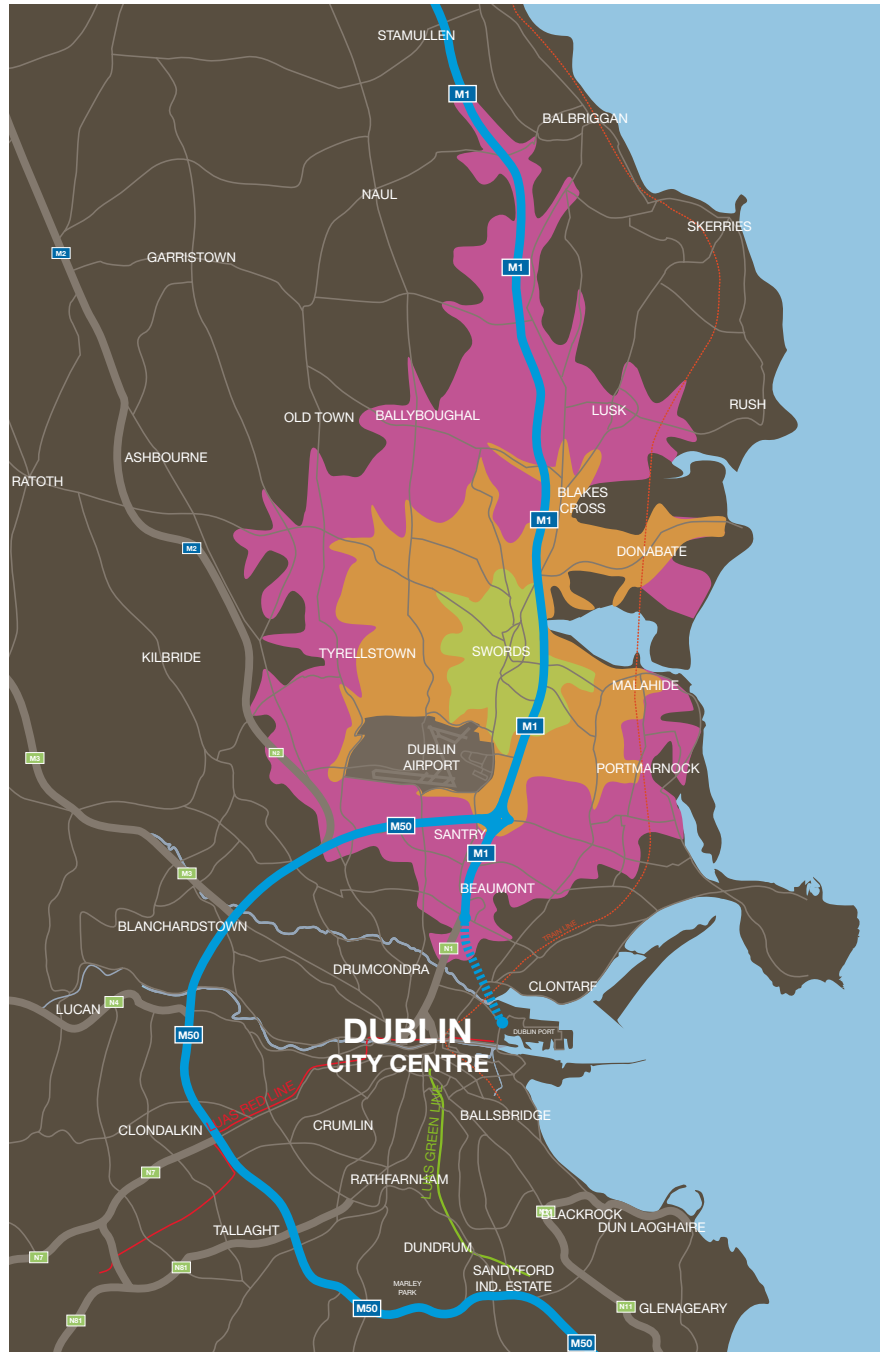 STAMULLEN
M1
BALBRIGGAN
NAUL
SKERRIES
M2
GARRISTOWN
M1
OLD TOWN
BALLYBOUGHAL
LUSK
RUSH
ASHBOURNE
RATOTH
BLAKES
CROSS
M1
M2
DONABATE
KILBRIDE
TYRELLSTOWN
SWORDS
MALAHIDE
M1
M3
N2
DUBLIN
AIRPORT
PORTMARNOCK
M50
SANTRY
M1
M3
BEAUMONT
BLANCHARDSTOWN
TRAIN LINE
N1
DRUMCONDRA
CLONTARF
LUCAN
N4
M50
DUBLIN
CITY CENTRE
DUBLIN PORT
LUAS RED LINE
LUAS GREEN LINE
CLONDALKIN
CRUMLIN
BALLSBRIDGE
N7
RATHFARNHAM
BLACKROCK
DUN LAOGHAIRE
TALLAGHT
DUNDRUM
N7
N81
SANDYFORD
IND. ESTATE
MARLEY
PARK
M50
N11
GLENAGEARY
N81
M50